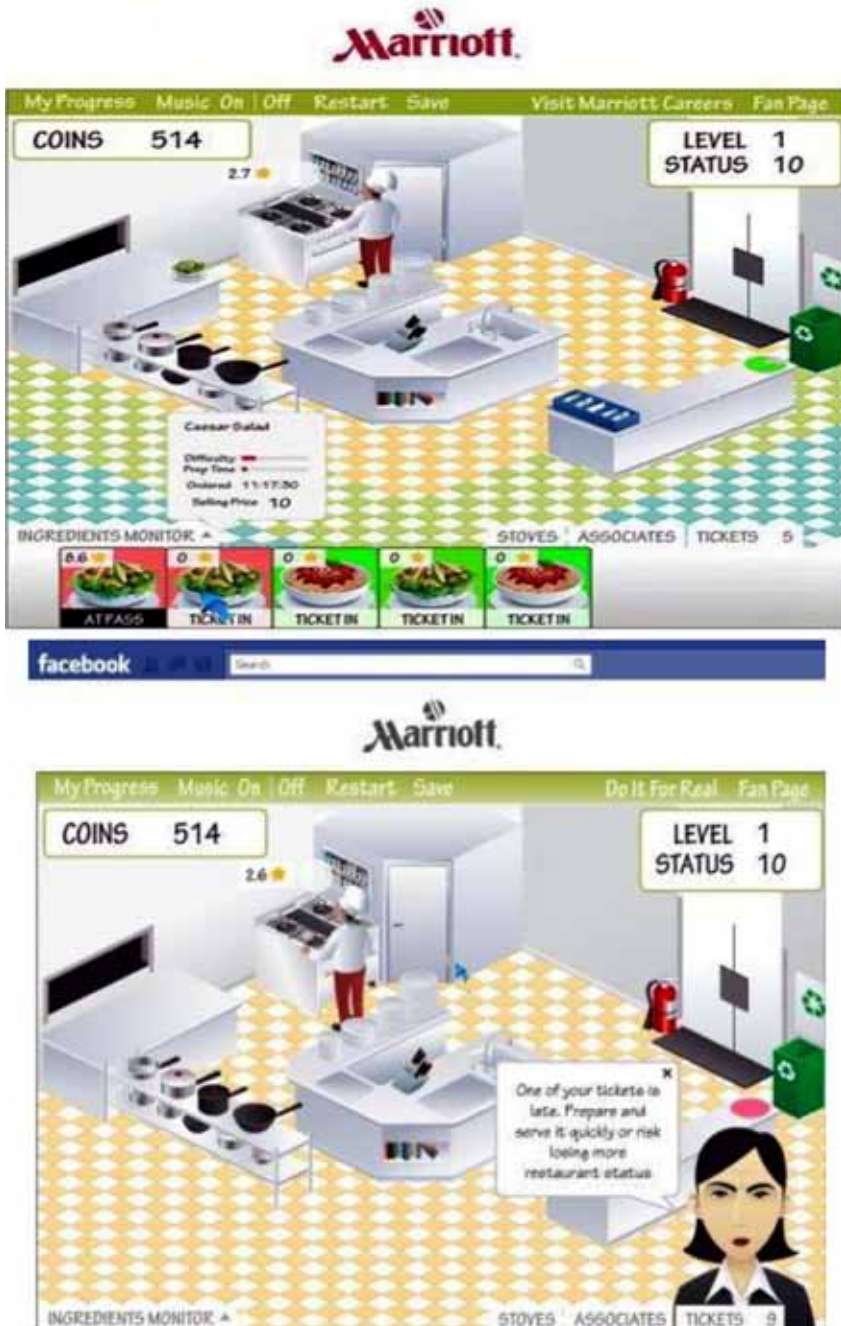 Marriott
My Progress Music On | Off Restart Save Visit Marriott Careers Fan Page
COINS 514
LEVEL 1
STATUS 10
2.7
Caesar Salad
Difficulty
Prep Time
Ordered 11:17:30
Selling Price 10
INGREDIENTS MONITOR
STOVES ASSOCIATES TICKETS 5
8.6 0 0 0 0
AT PASS TICKET IN TICKET IN TICKET IN TICKET IN
facebook Search
Marriott
My Progress Music On | Off Restart Save Do It For Real Fan Page
COINS 514
LEVEL 1
STATUS 10
2.6
One of your tickets is
late. Prepare and
serve it quickly or risk
losing more
restaurant status
INGREDIENTS MONITOR
STOVES ASSOCIATES TICKETS 9